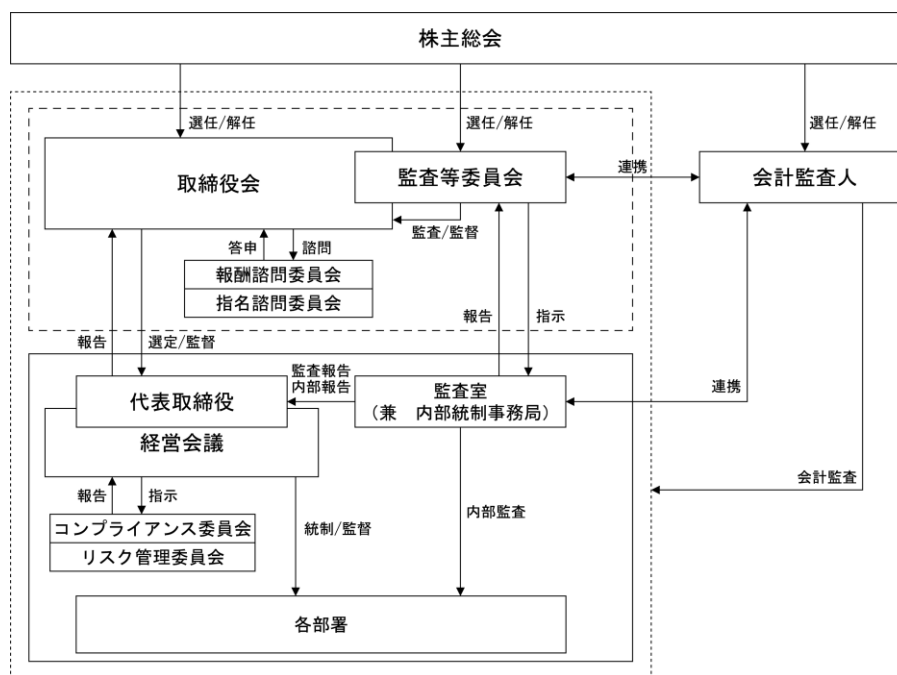 株主総会
選任/解任
選任/解任
選任/解任
取締役会
監査等委員会
連携
会計監査人
監査/監督
答申
諮問
報酬諮問委員会
指名諮問委員会
報告
指示
報告
選定/監督
監査報告
内部報告
代表取締役
監査室
（兼　内部統制事務局）
連携
経営会議
会計監査
報告
指示
内部監査
統制/監督
コンプライアンス委員会
リスク管理委員会
各部署